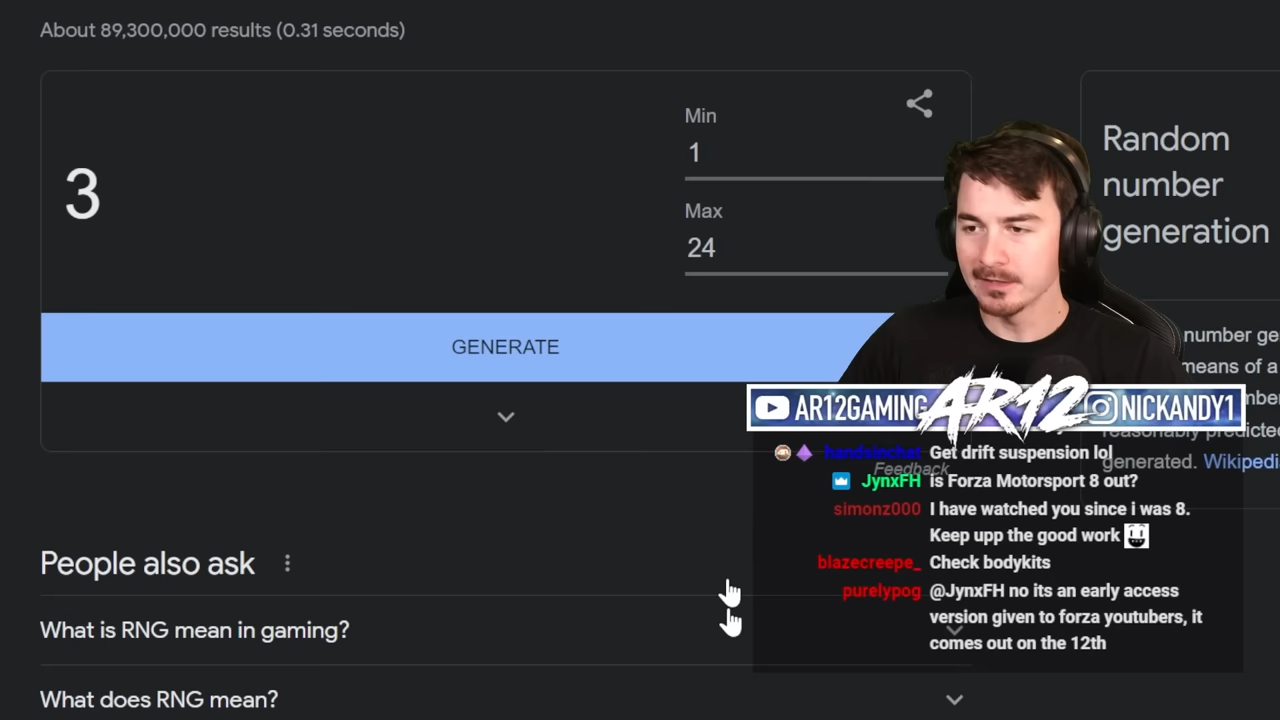 About 89,300,000 results (0.31 seconds)
3
Min
1
Max
24
GENERATE
Random
number
generation
number ge
means of a
reasonably predicte
generated. Wikipedi
Feedback
AR12GAMING AR12 NICKANDY1
handsinchat Get drift suspension lol
JynxFH is Forza Motorsport 8 out?
simonz000 I have watched you since i was 8.
Keep upp the good work
blazecreepe_ Check bodykits
purelypog @JynxFH no its an early access
version given to forza youtubers, it
comes out on the 12th
People also ask
What is RNG mean in gaming?
What does RNG mean?